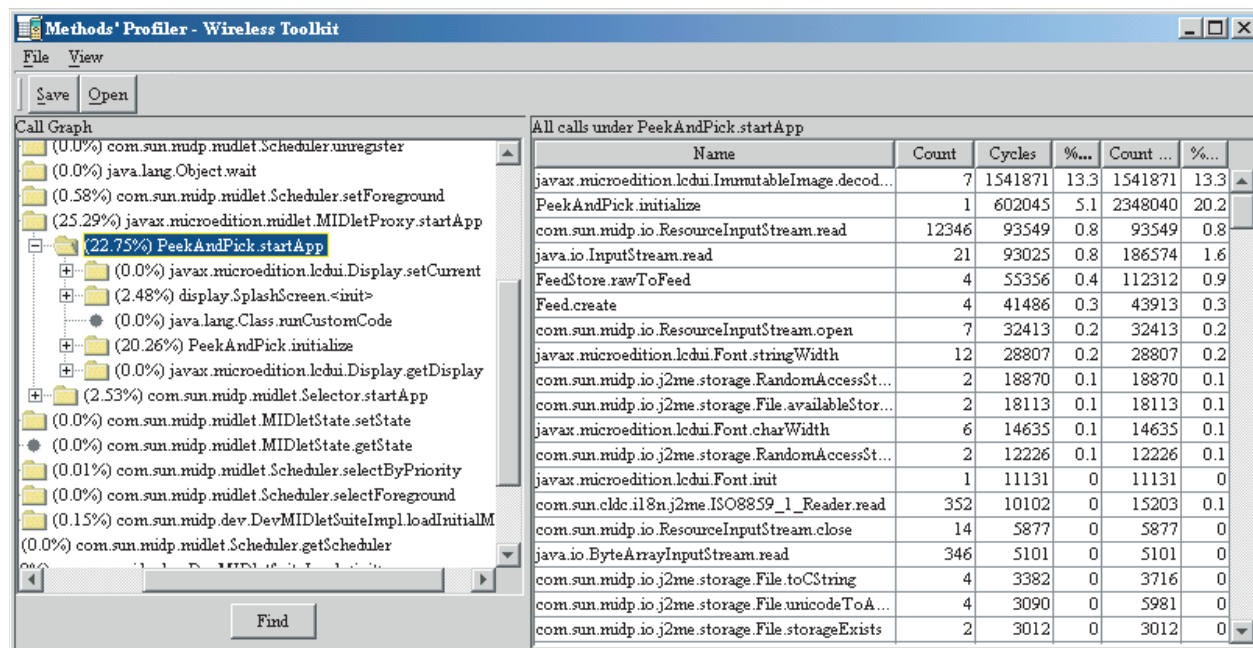 Methods' Profiler - Wireless Toolkit
File View
Save Open
Call Graph
(0.0%) com.sun.midp.midlet.Scheduler.unregister
(0.0%) java.lang.Object.wait
(0.58%) com.sun.midp.midlet.Scheduler.setForeground
(25.29%) javax.microedition.midlet.MIDletProxy.startApp
(22.75%) PeekAndPick.startApp
(0.0%) javax.microedition.lcdui.Display.setCurrent
(2.48%) display.SplashScreen.<init>
(0.0%) java.lang.Class.runCustomCode
(20.26%) PeekAndPick.initialize
(0.0%) javax.microedition.lcdui.Display.getDisplay
(2.53%) com.sun.midp.midlet.Selector.startApp
(0.0%) com.sun.midp.midlet.MIDletState.setState
(0.0%) com.sun.midp.midlet.MIDletState.getState
(0.01%) com.sun.midp.midlet.Scheduler.selectByPriority
(0.0%) com.sun.midp.midlet.Scheduler.selectForeground
(0.15%) com.sun.midp.dev.DevMIDletSuiteImpl.loadInitialM
(0.0%) com.sun.midp.midlet.Scheduler.getScheduler
Find
All calls under PeekAndPick.startApp
Name Count Cycles %... Count ... %...
javax.microedition.lcdui.ImmutableImage.decod... 7 1541871 13.3 1541871 13.3
PeekAndPick.initialize 1 602045 5.1 2348040 20.2
com.sun.midp.io.ResourceInputStream.read 12346 93549 0.8 93549 0.8
java.io.InputStream.read 21 93025 0.8 186574 1.6
FeedStore.rawToFeed 4 55356 0.4 112312 0.9
Feed.create 4 41486 0.3 43913 0.3
com.sun.midp.io.ResourceInputStream.open 7 32413 0.2 32413 0.2
javax.microedition.lcdui.Font.stringWidth 12 28807 0.2 28807 0.2
com.sun.midp.io.j2me.storage.RandomAccessSt... 2 18870 0.1 18870 0.1
com.sun.midp.io.j2me.storage.File.availableStor... 2 18113 0.1 18113 0.1
javax.microedition.lcdui.Font.charWidth 6 14635 0.1 14635 0.1
com.sun.midp.io.j2me.storage.RandomAccessSt... 2 12226 0.1 12226 0.1
javax.microedition.lcdui.Font.init 1 11131 0 11131 0
com.sun.cldc.i18n.j2me.ISO8859_1_Reader.read 352 10102 0 15203 0.1
com.sun.midp.io.ResourceInputStream.close 14 5877 0 5877 0
java.io.ByteArrayInputStream.read 346 5101 0 5101 0
com.sun.midp.io.j2me.storage.File.toCString 4 3382 0 3716 0
com.sun.midp.io.j2me.storage.File.unicodeToA... 4 3090 0 5981 0
com.sun.midp.io.j2me.storage.File.storageExists 2 3012 0 3012 0